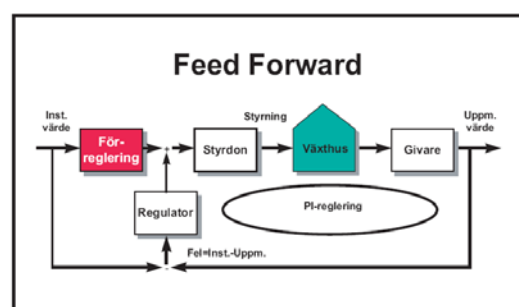 Feed Forward
Inst.
värde
Styrning
Uppm.
värde
För-
reglering
+
Styrdon
Växthus
Givare
Regulator
PI-reglering
Fel=Inst.-Uppm.
-